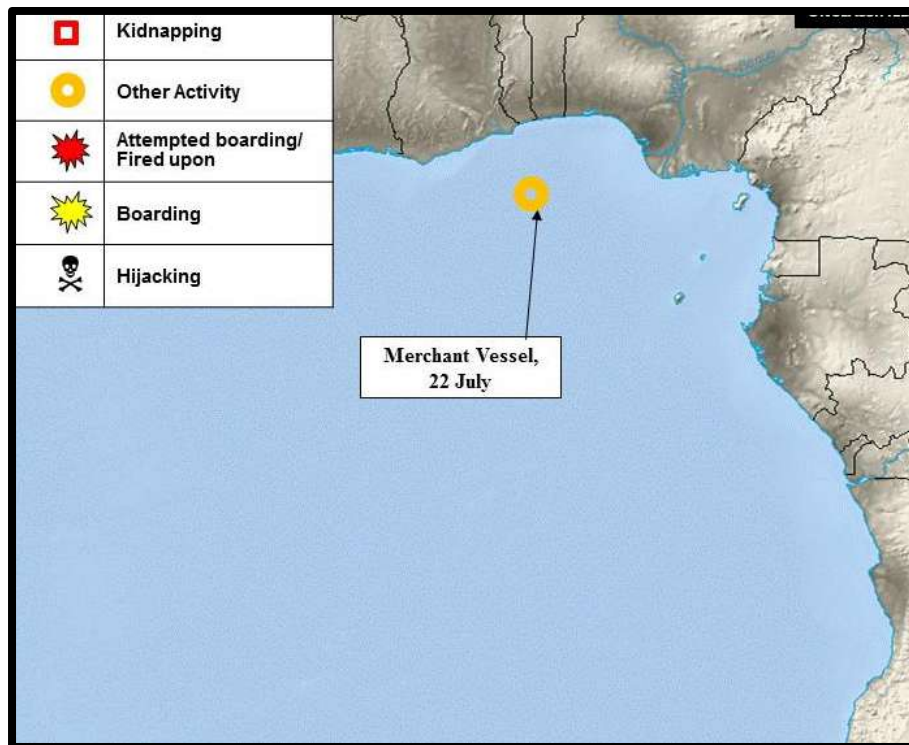 Kidnapping
Other Activity
Attempted boarding/
Fired upon
Boarding
Hijacking
Merchant Vessel,
22 July